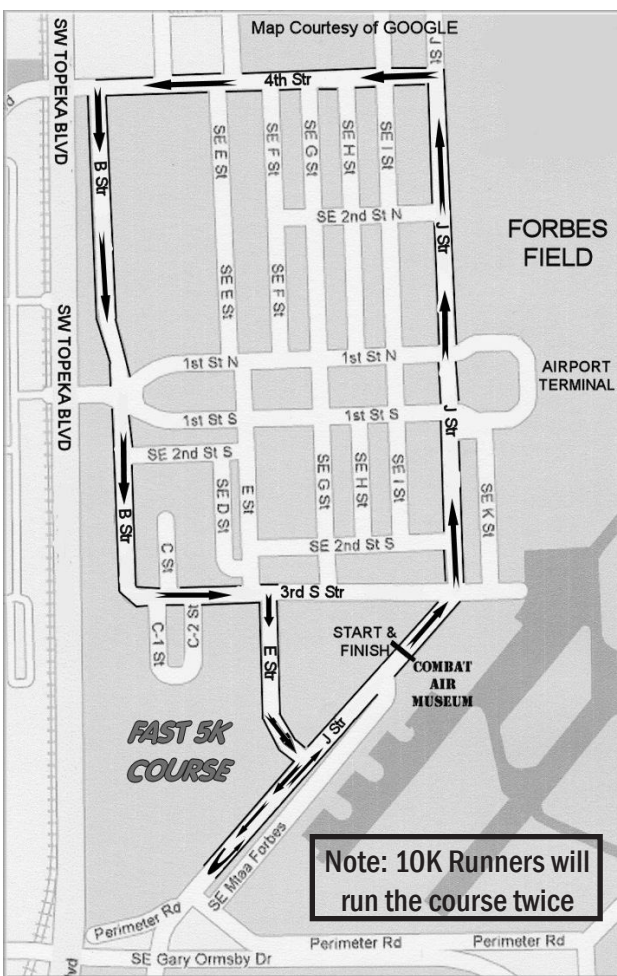 Map Courtesy of GOOGLE
SW TOPEKA BLVD
J St
4th Str
B Str
SE E St
SE F St
SE G St
SE H St
SE I St
SE 2nd St N
J Str
FORBES
FIELD
SE E St
SE F St
SW TOPEKA BLVD
1st St N
1st St N
AIRPORT
TERMINAL
1st St S
1st St S
J Str
SE 2nd St S
SE D St
E St
SE G St
SE H St
SE I St
SE K St
B Str
C St
SE 2nd St S
3rd S Str
C-1 St
C-2 St
START &
FINISH
COMBAT
AIR
MUSEUM
E Str
J Str
FAST 5K
COURSE
SE Mtaa Forbes
Note: 10K Runners will
run the course twice
Perimeter Rd
Perimeter Rd
Perimeter Rd
SE Gary Ormsby Dr